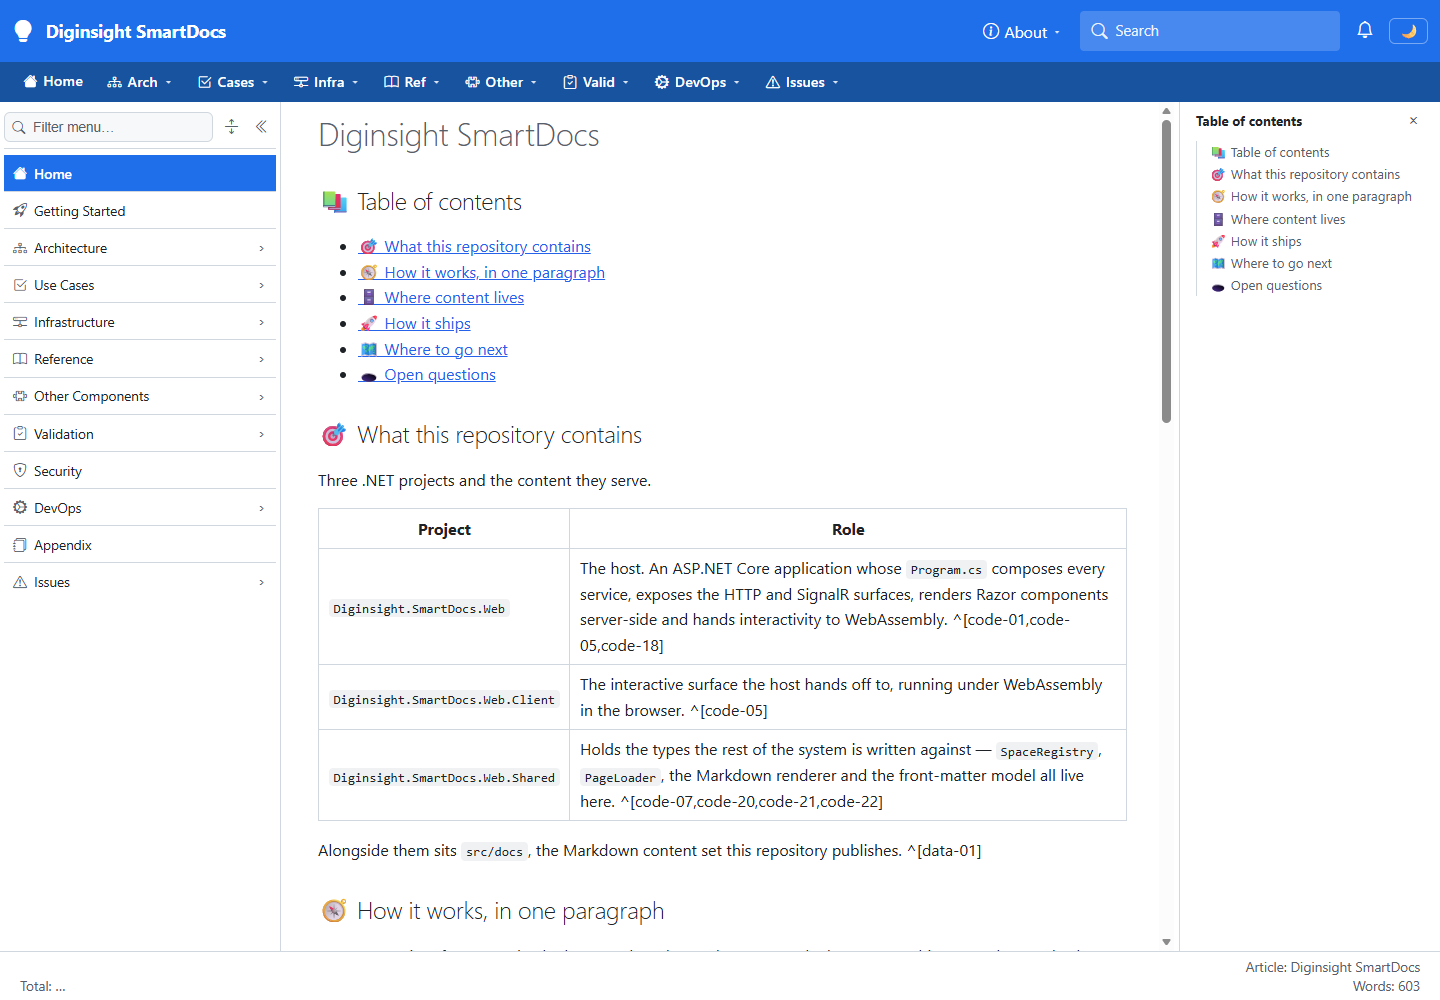 Diginsight SmartDocs
About
Search
Home
Arch
Cases
Infra
Ref
Other
Valid
DevOps
Issues
Filter menu...
Home
Getting Started
Architecture
Use Cases
Infrastructure
Reference
Other Components
Validation
Security
DevOps
Appendix
Issues
Diginsight SmartDocs
Table of contents
What this repository contains
How it works, in one paragraph
Where content lives
How it ships
Where to go next
Open questions
What this repository contains
Three .NET projects and the content they serve.
Project
Role
Diginsight.SmartDocs.Web
The host. An ASP.NET Core application whose Program.cs composes every
service, exposes the HTTP and SignalR surfaces, renders Razor components
server-side and hands interactivity to WebAssembly. ^[code-01,code-
05,code-18]
Diginsight.SmartDocs.Web.Client
The interactive surface the host hands off to, running under WebAssembly
in the browser. ^[code-05]
Diginsight.SmartDocs.Web.Shared
Holds the types the rest of the system is written against — SpaceRegistry,
PageLoader, the Markdown renderer and the front-matter model all live
here. ^[code-07,code-20,code-21,code-22]
Alongside them sits src/docs, the Markdown content set this repository publishes. ^[data-01]
How it works, in one paragraph
Table of contents
Table of contents
What this repository contains
How it works, in one paragraph
Where content lives
How it ships
Where to go next
Open questions
Total: ...
Article: Diginsight SmartDocs
Words: 603